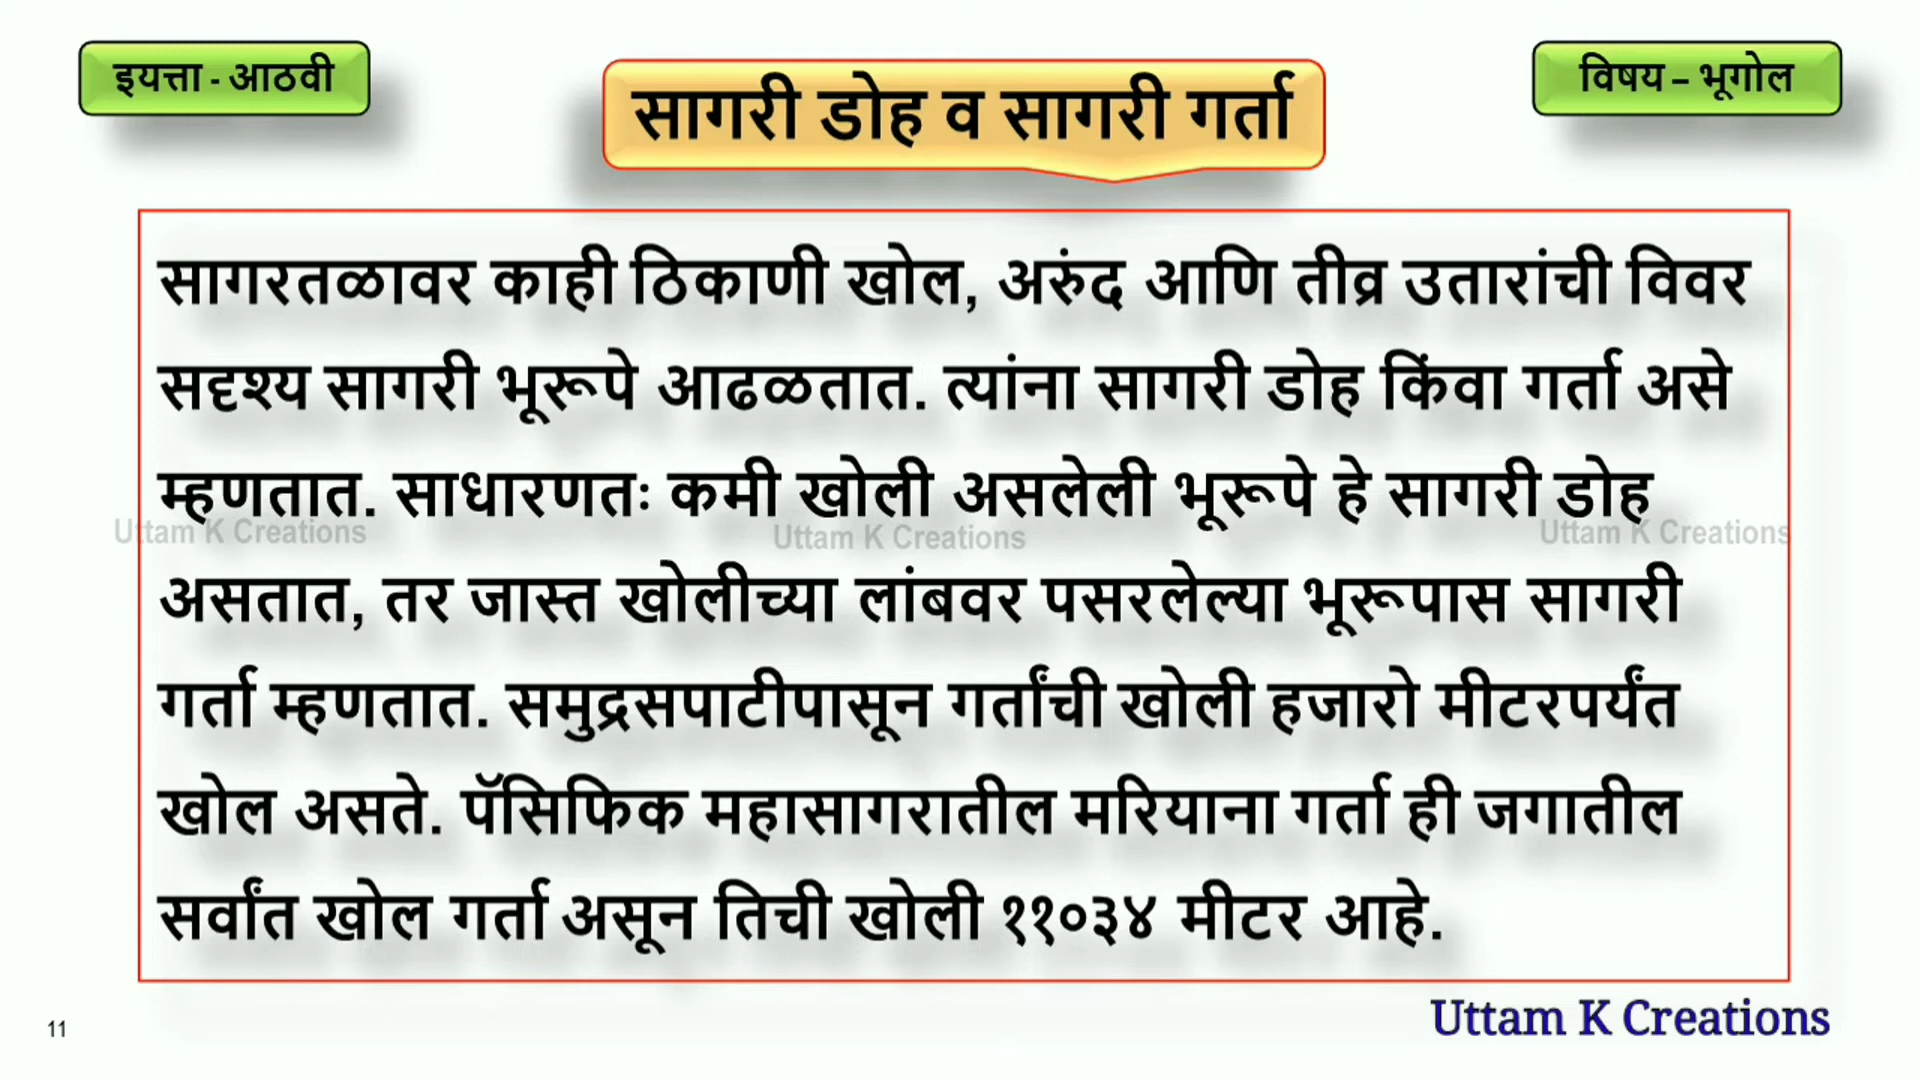 इयत्ता - आठवी
सागरी डोह व सागरी गर्ता
विषय – भूगोल
सागरतळावर काही ठिकाणी खोल, अरुंद आणि तीव्र उतारांची विवर
सदृश्य सागरी भूरूपे आढळतात. त्यांना सागरी डोह किंवा गर्ता असे
म्हणतात. साधारणतः कमी खोली असलेली भूरूपे हे सागरी डोह
Uttam K Creations
Uttam K Creations
Uttam K Creations
असतात, तर जास्त खोलीच्या लांबवर पसरलेल्या भूरूपास सागरी
गर्ता म्हणतात. समुद्रसपाटीपासून गर्तांची खोली हजारो मीटरपर्यंत
खोल असते. पॅसिफिक महासागरातील मरियाना गर्ता ही जगातील
सर्वांत खोल गर्ता असून तिची खोली ११०३४ मीटर आहे.
11
Uttam K Creations